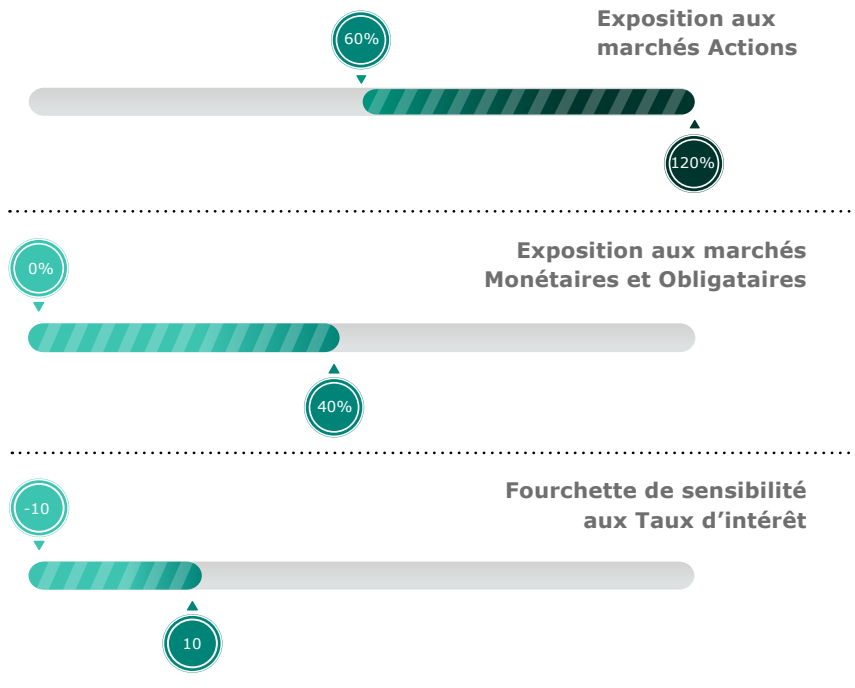 Exposition aux
marchés Actions
60%
120%
Exposition aux marchés
Monétaires et Obligataires
0%
40%
Fourchette de sensibilité
aux Taux d’intérêt
-10
10